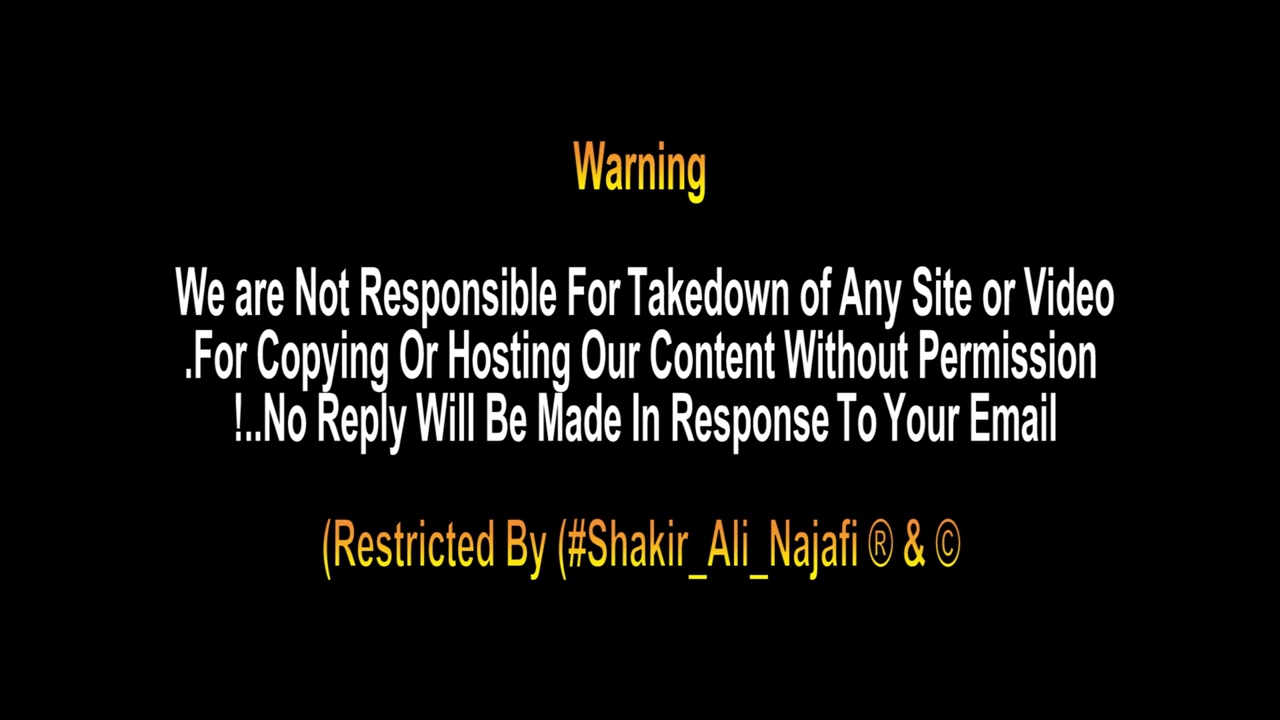 Warning
We are Not Responsible For Takedown of Any Site or Video
.For Copying Or Hosting Our Content Without Permission
!..No Reply Will Be Made In Response To Your Email
(Restricted By (#Shakir_Ali_Najafi ® & ©